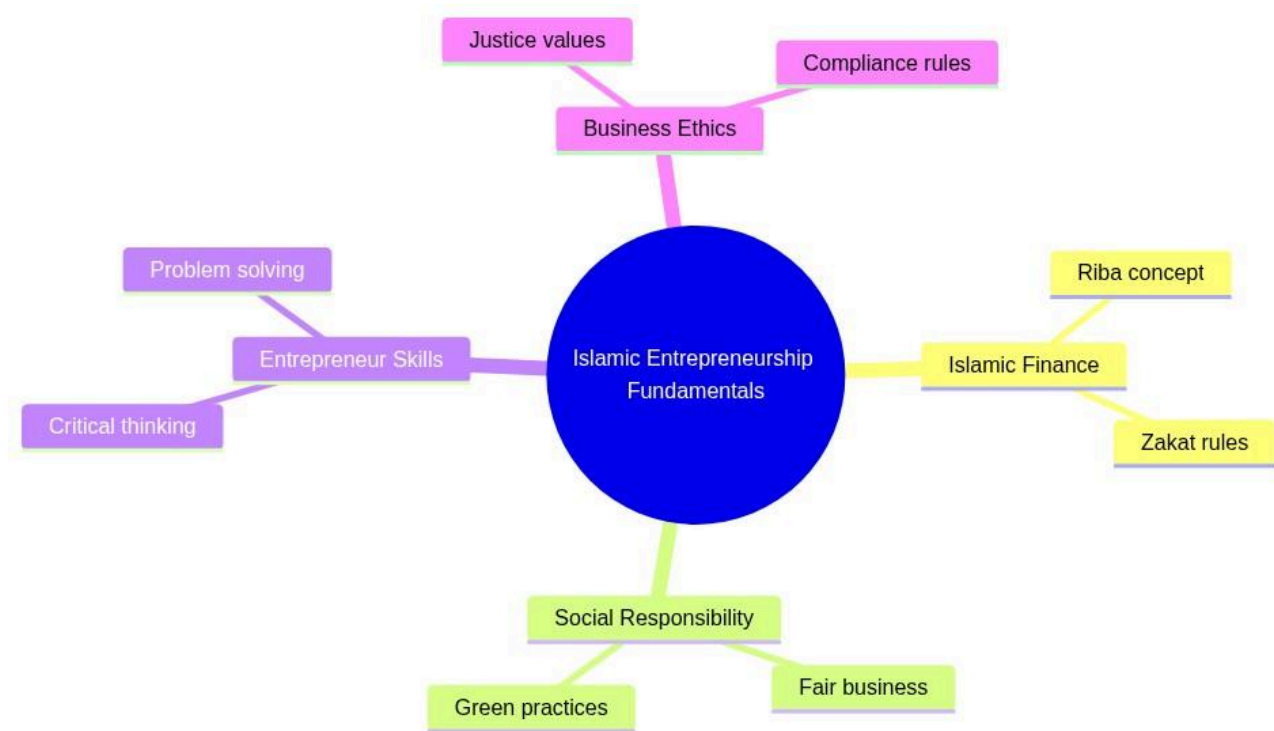 Justice values
Compliance rules
Business Ethics
Problem solving
Riba concept
Entrepreneur Skills
Islamic Entrepreneurship
Fundamentals
Islamic Finance
Critical thinking
Zakat rules
Social Responsibility
Green practices
Fair business